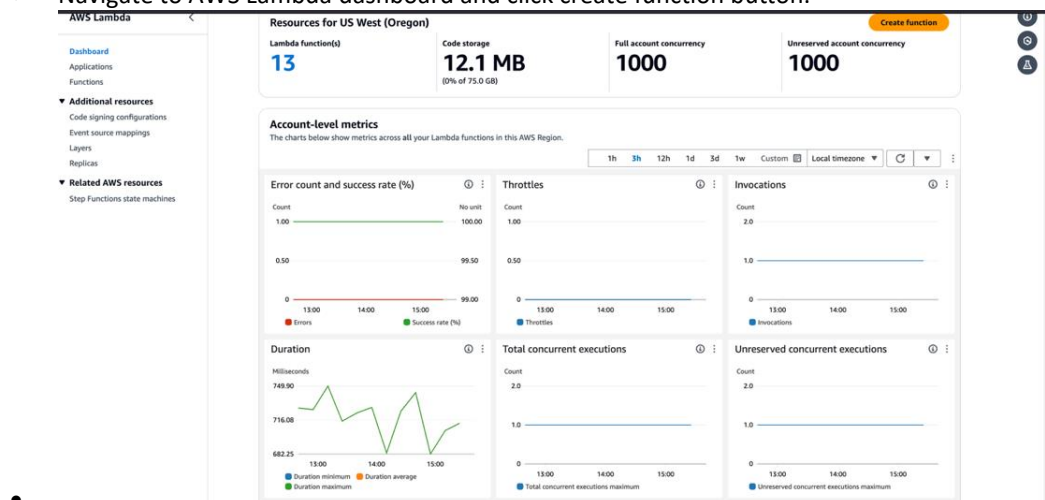 Navigate to AWS Lambda dashboard and click create function button.
AWS Lambda
Dashboard
Applications
Functions
Additional resources
Code signing configurations
Event source mappings
Layers
Replicas
Related AWS resources
Step Functions state machines
Resources for US West (Oregon)
Create function
Lambda function(s)
13
Code storage
12.1 MB
(0% of 75.0 GB)
Full account concurrency
1000
Unreserved account concurrency
1000
Account-level metrics
The charts below show metrics across all your Lambda functions in this AWS Region.
1h 3h 12h 1d 3d 1w Custom Local timezone
Error count and success rate (%)
Count No unit
1.00 100.00
0.50 99.50
0 99.00
13:00 14:00 15:00
Errors Success rate (%)
Throttles
Count
1.00
0.50
0
13:00 14:00 15:00
Throttles
Invocations
Count
2.0
1.0
0
13:00 14:00 15:00
Invocations
Duration
Milliseconds
749.90
716.08
682.25
13:00 14:00 15:00
Duration minimum Duration average
Duration maximum
Total concurrent executions
Count
2.0
1.0
0
13:00 14:00 15:00
Total concurrent executions maximum
Unreserved concurrent executions
Count
2.0
1.0
0
13:00 14:00 15:00
Unreserved concurrent executions maximum